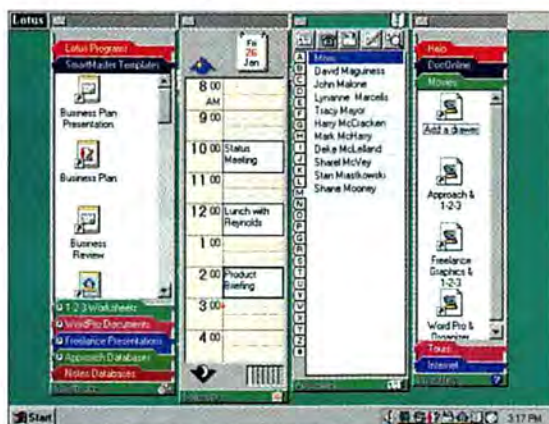 Lotus
Lotus Programs
SmartMaster Templates
Business Plan
Presentation
Business Plan
Business
Review
1-2-3 Worksheets
WordPro Documents
Freelance Presentations
Approach Databases
Notes Databases
Fri
26
Jan
8 00
AM
9 00
10 00 Status
Meeting
11 00
12 00 Lunch with
Reynolds
1 00
2 00 Product
Briefing
3 00
4 00
A
B
C
D
E
F
G
H
I
J
K
L
M
N
O
P
Q
R
S
T
U
V
W
X
Y
Z
David Maguiness
John Malone
Lynanne Marcelis
Tracy Mayor
Harry McCracken
Mark McHarry
Deke McLelland
Sharel McVey
Stan Miastkowski
Shane Mooney
Help
DocOnline
Movies
Add a drawer
Approach &
1-2-3
Freelance
Graphics &
1-2-3
Word Pro &
Organizer
Tours
Internet
Start
3:17 PM